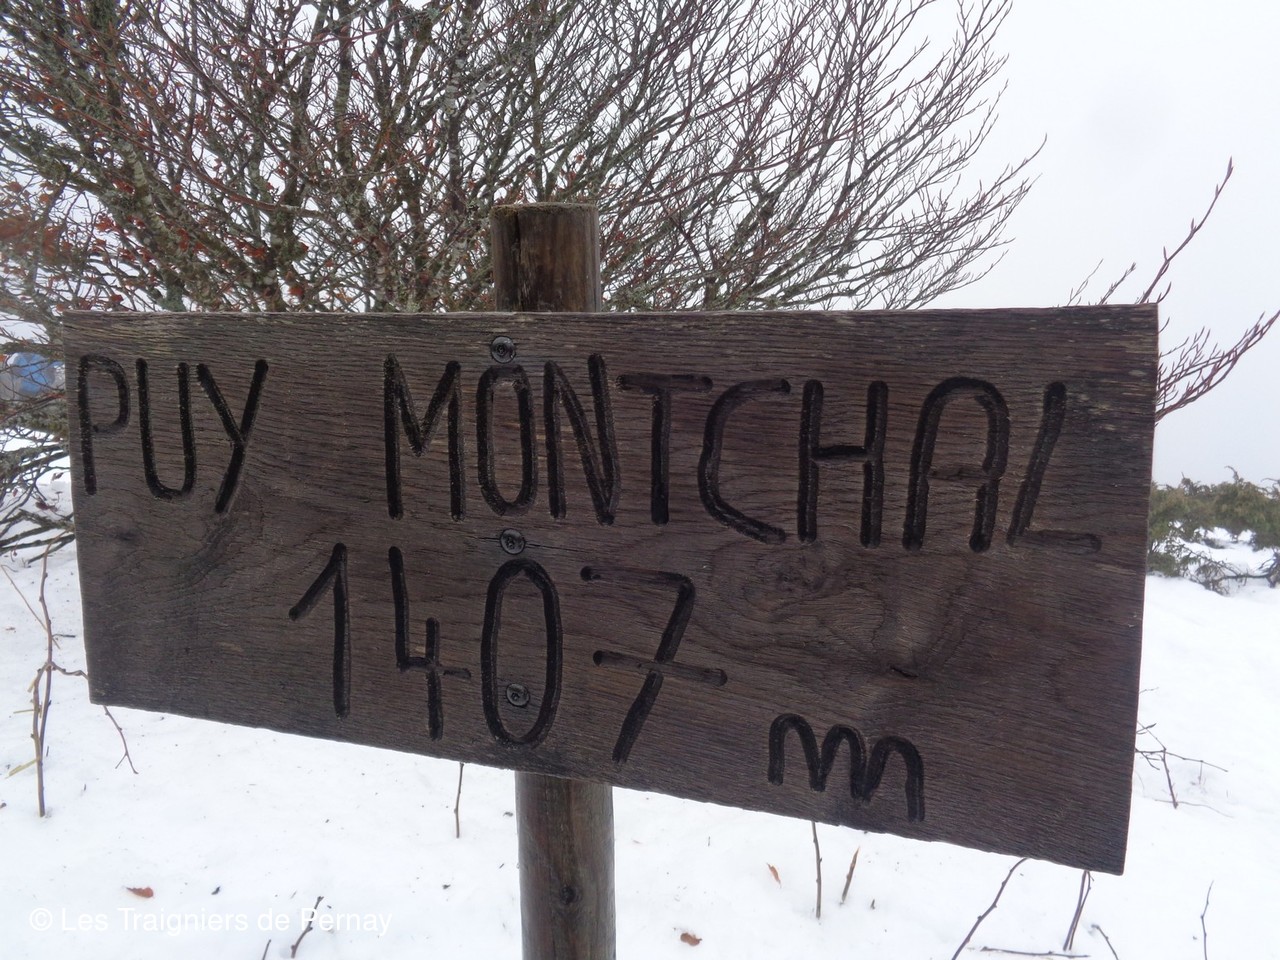 PUY MONTCHAL
1407 m
© Les Traigniers de Pernay